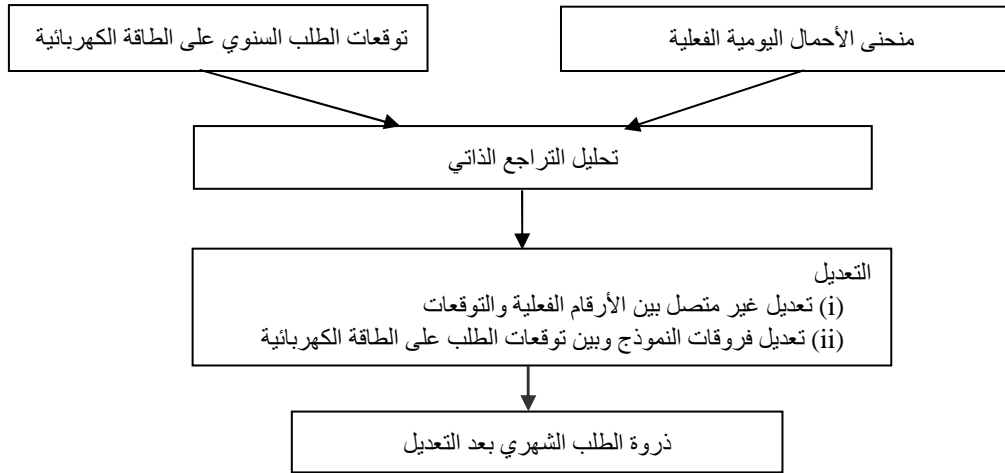 منحنى الأحمال اليومية الفعلية
توقعات الطلب السنوي على الطاقة الكهربائية
تحليل التراجع الذاتي
التعديل
(i) تعديل غير متصل بين الأرقام الفعلية والتوقعات
(ii) تعديل فروقات النموذج وبين توقعات الطلب على الطاقة الكهربائية
ذروة الطلب الشهري بعد التعديل